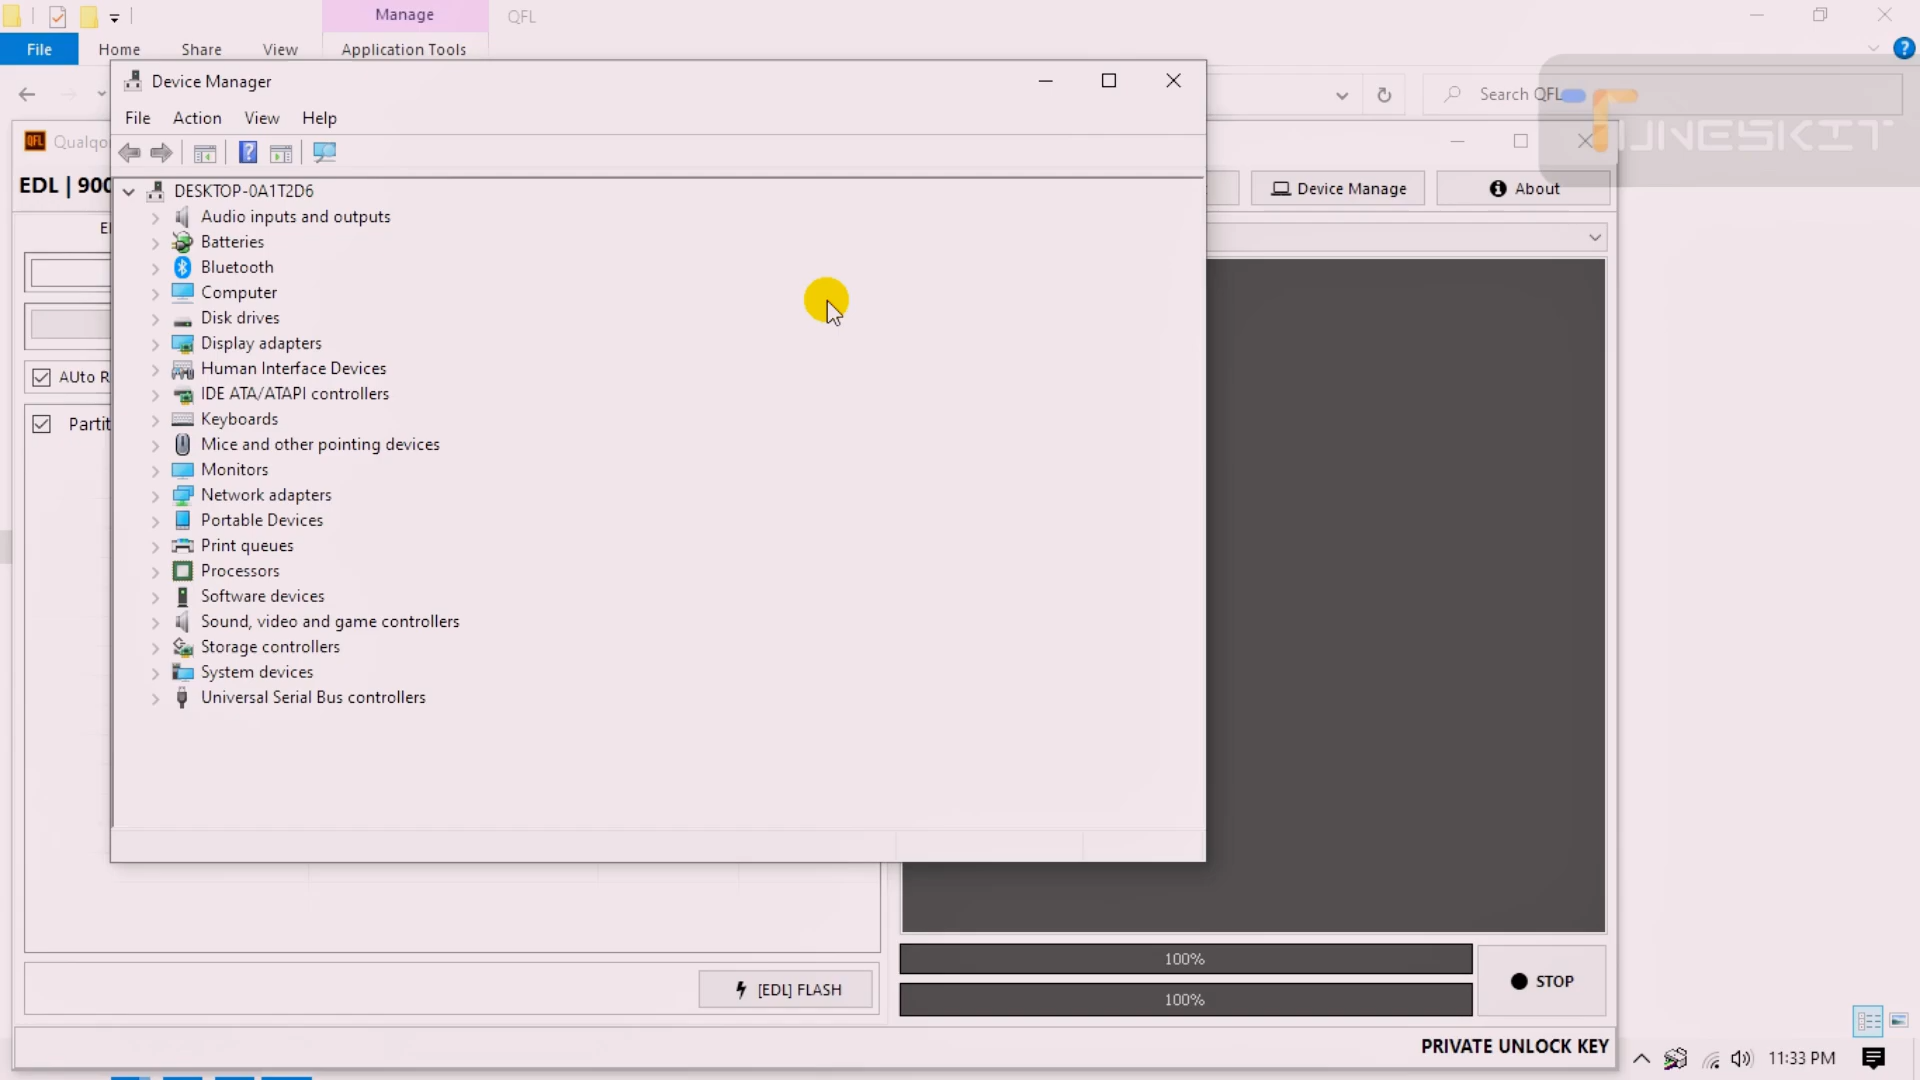 Manage
QFL
File
Home
Share
View
Application Tools
Search QFL
TUNESKIT
Device Manager
File
Action
View
Help
EDL | 900
Device Manage
About
DESKTOP-0A1T2D6
Audio inputs and outputs
Batteries
Bluetooth
Computer
Disk drives
Display adapters
Human Interface Devices
IDE ATA/ATAPI controllers
Keyboards
Mice and other pointing devices
Monitors
Network adapters
Portable Devices
Print queues
Processors
Software devices
Sound, video and game controllers
Storage controllers
System devices
Universal Serial Bus controllers
AUto R
Partit
[EDL] FLASH
100%
100%
STOP
PRIVATE UNLOCK KEY
11:33 PM